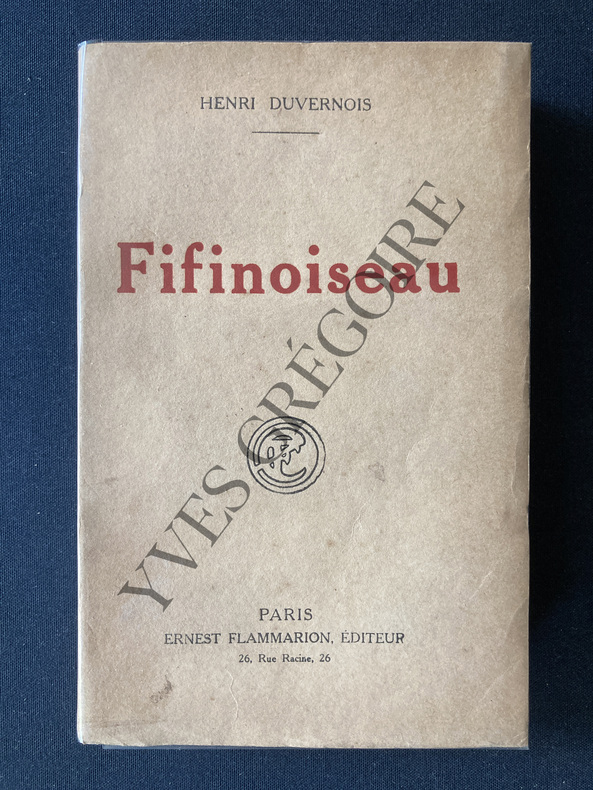 HENRI DUVERNOIS
Fifinoiseau
YVES GRÉGOIRE
PARIS
ERNEST FLAMMARION, ÉDITEUR
26, Rue Racine, 26